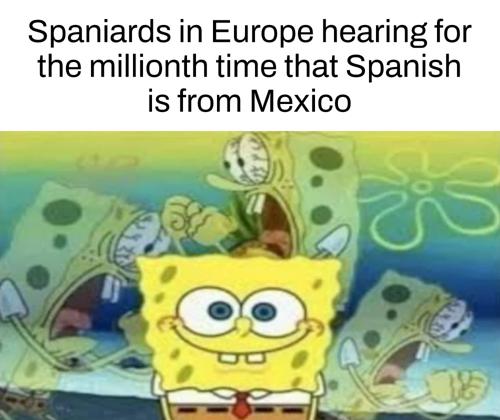 Spaniards in Europe hearing for
the millionth time that Spanish
is from Mexico